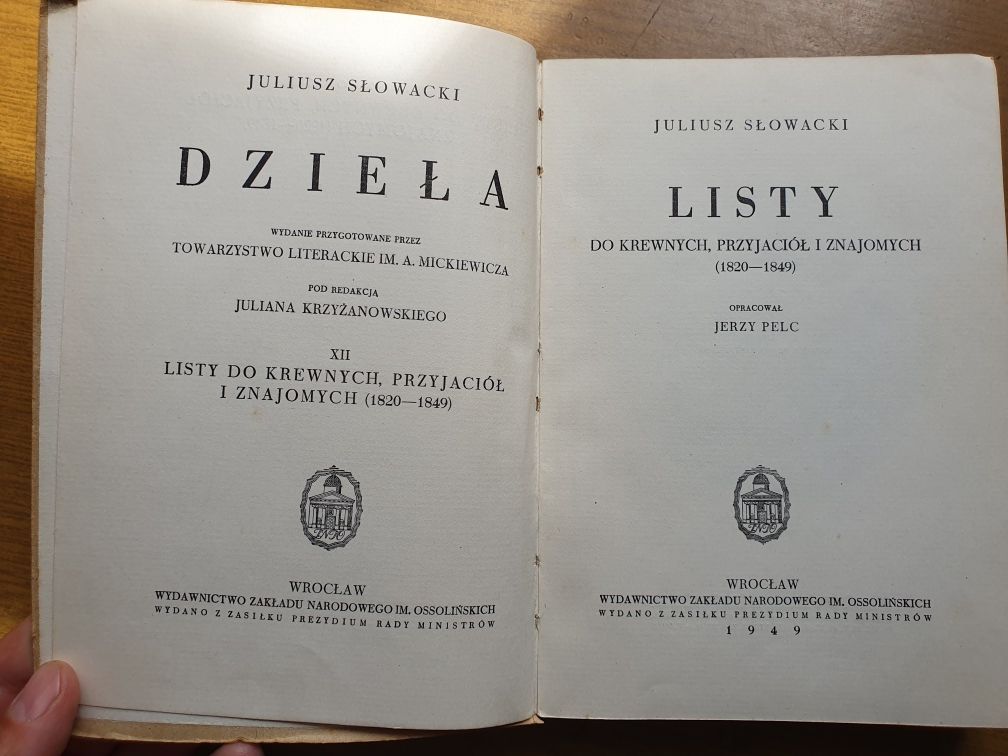 JULIUSZ SŁOWACKI
DZIEŁA
WYDANIE PRZYGOTOWANE PRZEZ
TOWARZYSTWO LITERACKIE IM. A. MICKIEWICZA
POD REDAKCJĄ
JULIANA KRZYŻANOWSKIEGO
XII
LISTY DO KREWNYCH, PRZYJACIÓŁ
I ZNAJOMYCH (1820—1849)
ZNIO
WROCŁAW
WYDAWNICTWO ZAKŁADU NARODOWEGO IM. OSSOLIŃSKICH
WYDANO Z ZASIŁKU PREZYDIUM RADY MINISTRÓW
JULIUSZ SŁOWACKI
LISTY
DO KREWNYCH, PRZYJACIÓŁ I ZNAJOMYCH
(1820—1849)
OPRACOWAŁ
JERZY PELC
ZNIO
WROCŁAW
WYDAWNICTWO ZAKŁADU NARODOWEGO IM. OSSOLIŃSKICH
WYDANO Z ZASIŁKU PREZYDIUM RADY MINISTRÓW
1949